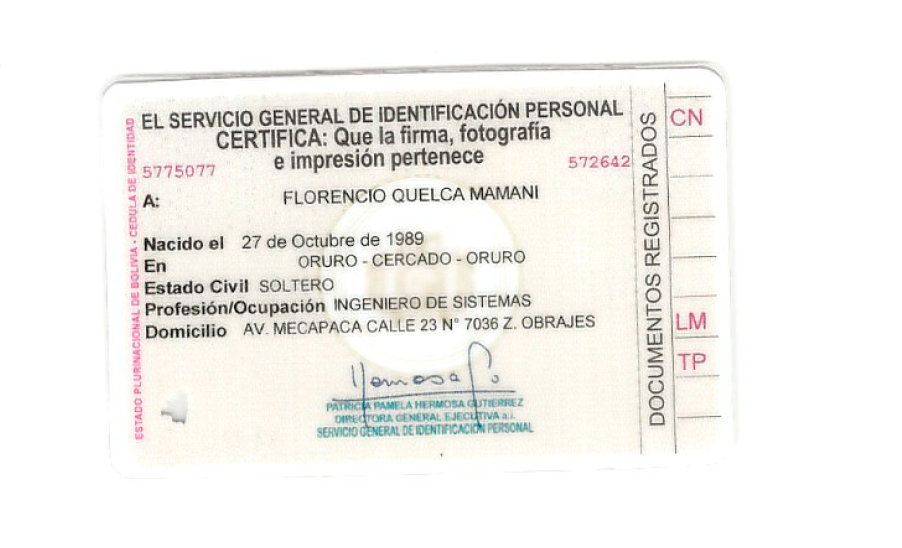 EL SERVICIO GENERAL DE IDENTIFICACIÓN PERSONAL
CERTIFICA: Que la firma, fotografía
e impresión pertenece
5775077
572642
A: FLORENCIO QUELCA MAMANI
Nacido el 27 de Octubre de 1989
En ORURO - CERCADO - ORURO
Estado Civil SOLTERO
Profesión/Ocupación INGENIERO DE SISTEMAS
Domicilio AV. MECAPACA CALLE 23 N° 7036 Z. OBRAJES
Hermosa G
PATRICIA PAMELA HERMOSA GUTIERREZ
DIRECTORA GENERAL EJECUTIVA a.i.
SERVICIO GENERAL DE IDENTIFICACIÓN PERSONAL
ESTADO PLURINACIONAL DE BOLIVIA - CEDULA DE IDENTIDAD
DOCUMENTOS REGISTRADOS
CN
LM
TP